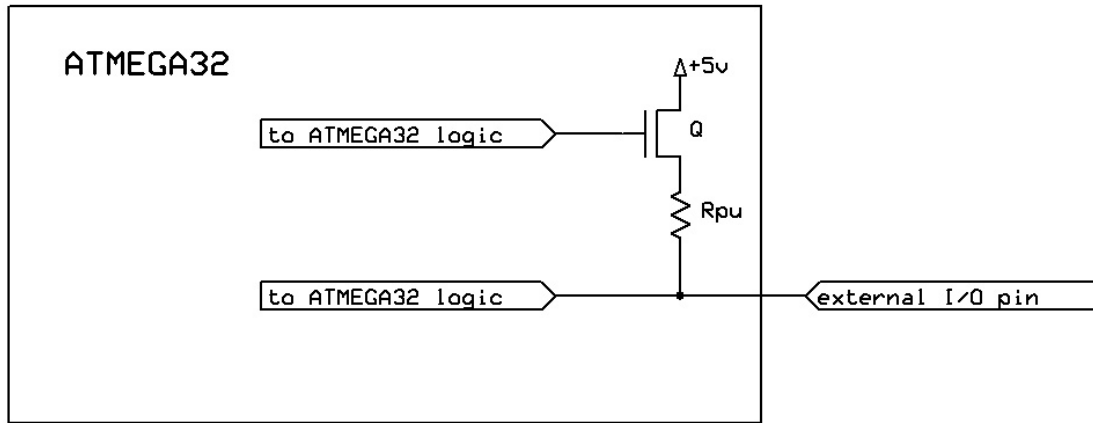 ATMEGA32
+5v
to ATMEGA32 logic
Q
Rpu
to ATMEGA32 logic
external I/O pin